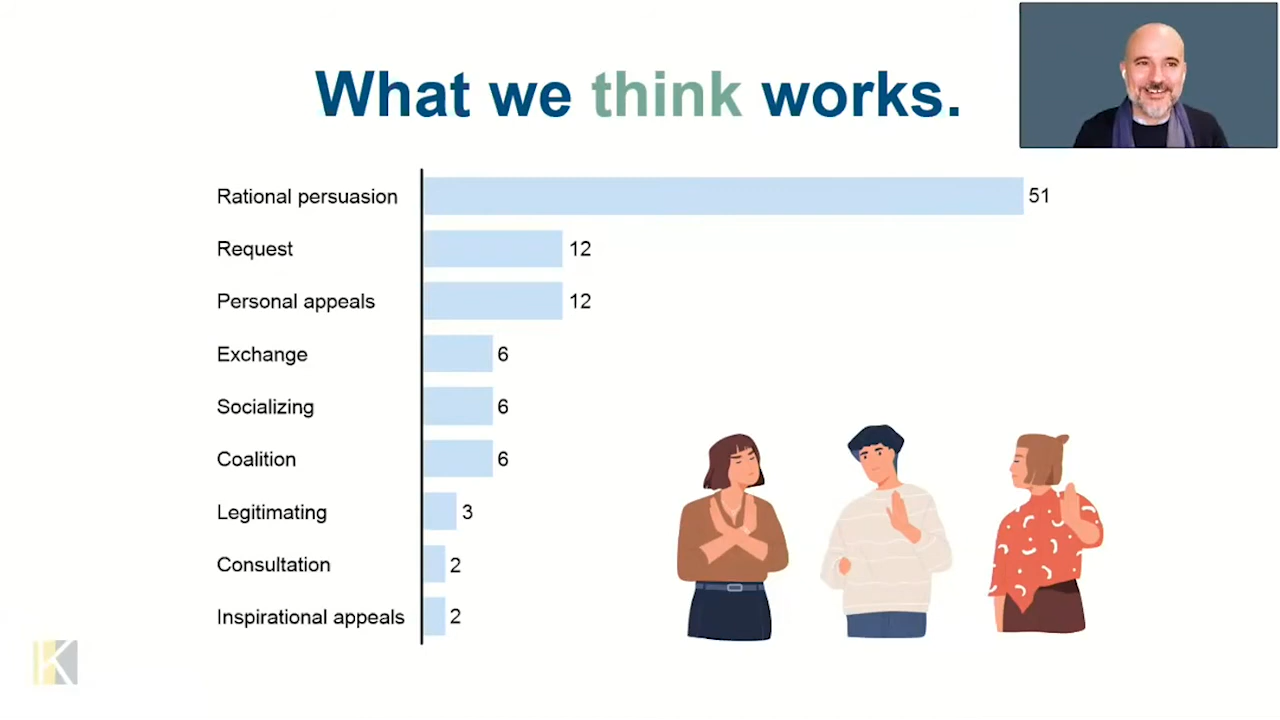 What we think works.
Rational persuasion 51
Request 12
Personal appeals 12
Exchange 6
Socializing 6
Coalition 6
Legitimating 3
Consultation 2
Inspirational appeals 2
K